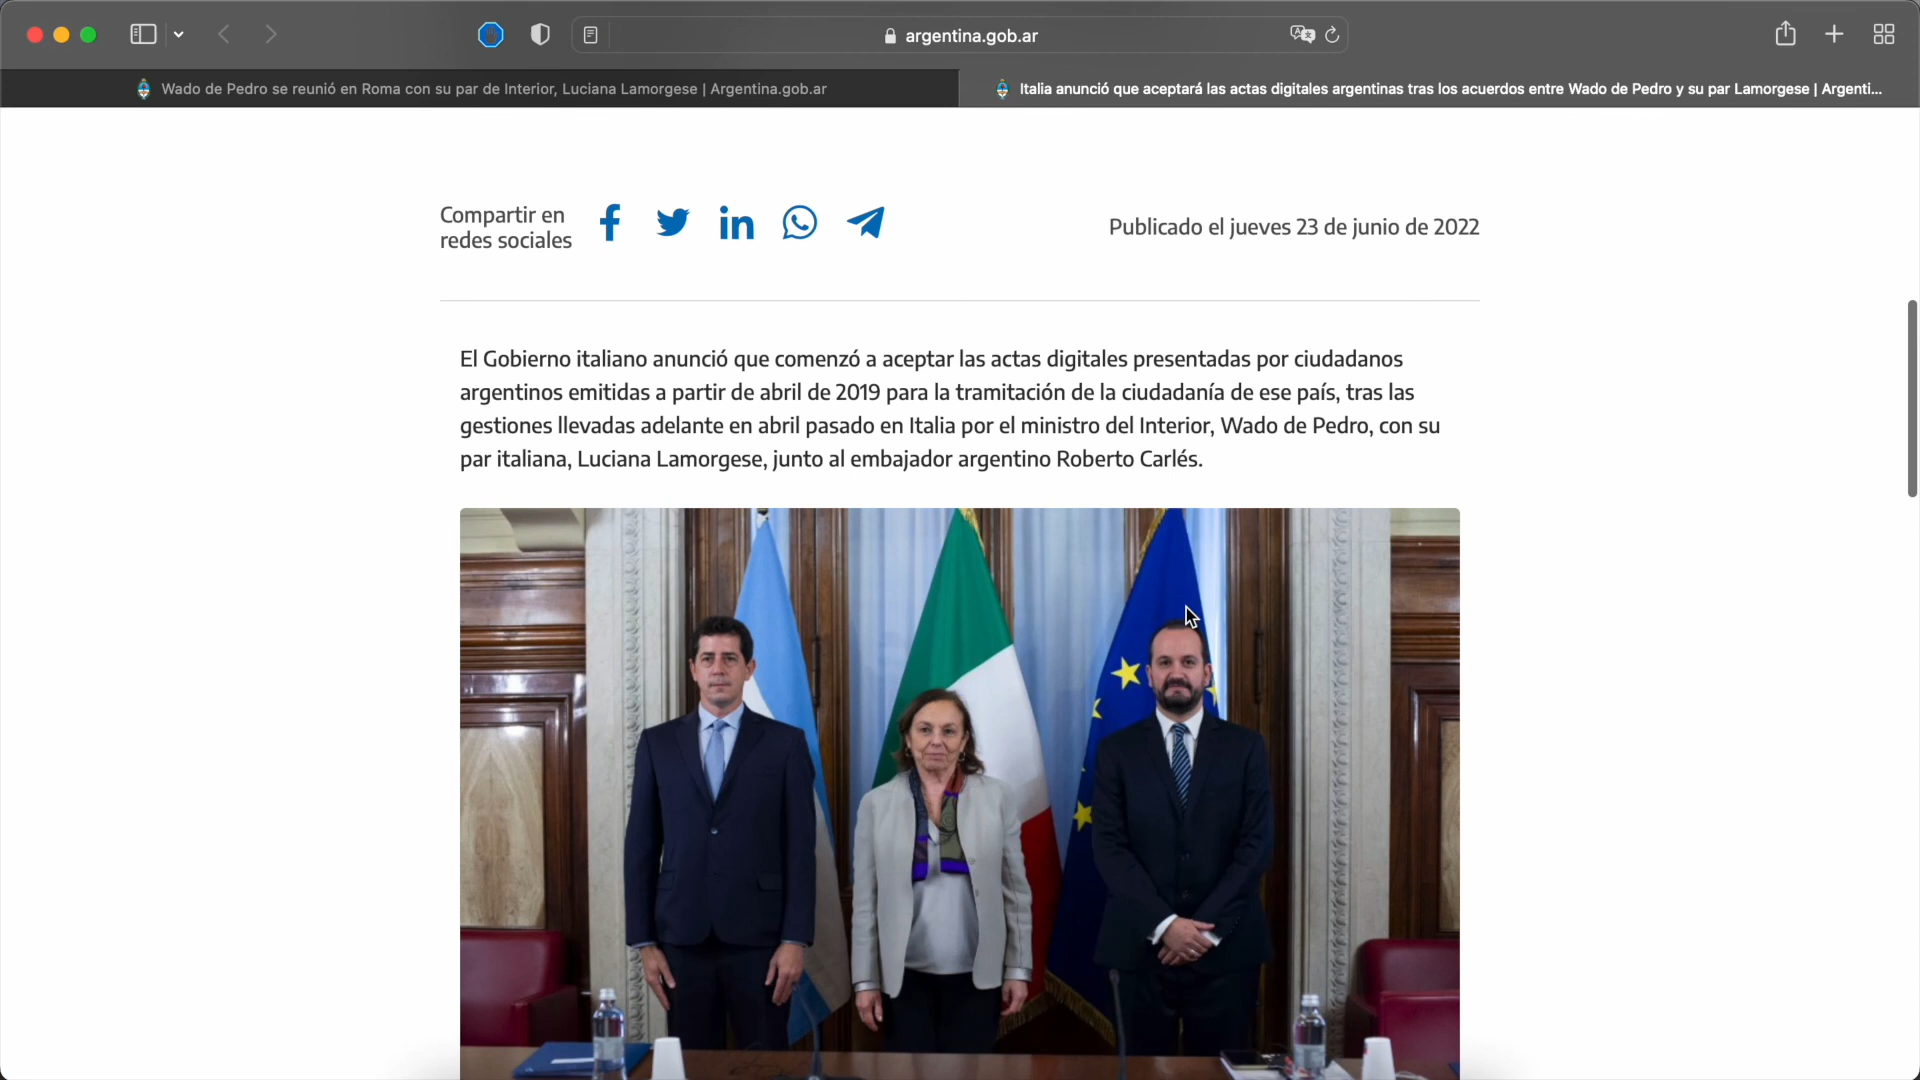 argentina.gob.ar
Wado de Pedro se reunió en Roma con su par de Interior, Luciana Lamorgese | Argentina.gob.ar
Italia anunció que aceptará las actas digitales argentinas tras los acuerdos entre Wado de Pedro y su par Lamorgese | Argenti...
Compartir en
redes sociales
Publicado el jueves 23 de junio de 2022
El Gobierno italiano anunció que comenzó a aceptar las actas digitales presentadas por ciudadanos
argentinos emitidas a partir de abril de 2019 para la tramitación de la ciudadanía de ese país, tras las
gestiones llevadas adelante en abril pasado en Italia por el ministro del Interior, Wado de Pedro, con su
par italiana, Luciana Lamorgese, junto al embajador argentino Roberto Carlés.